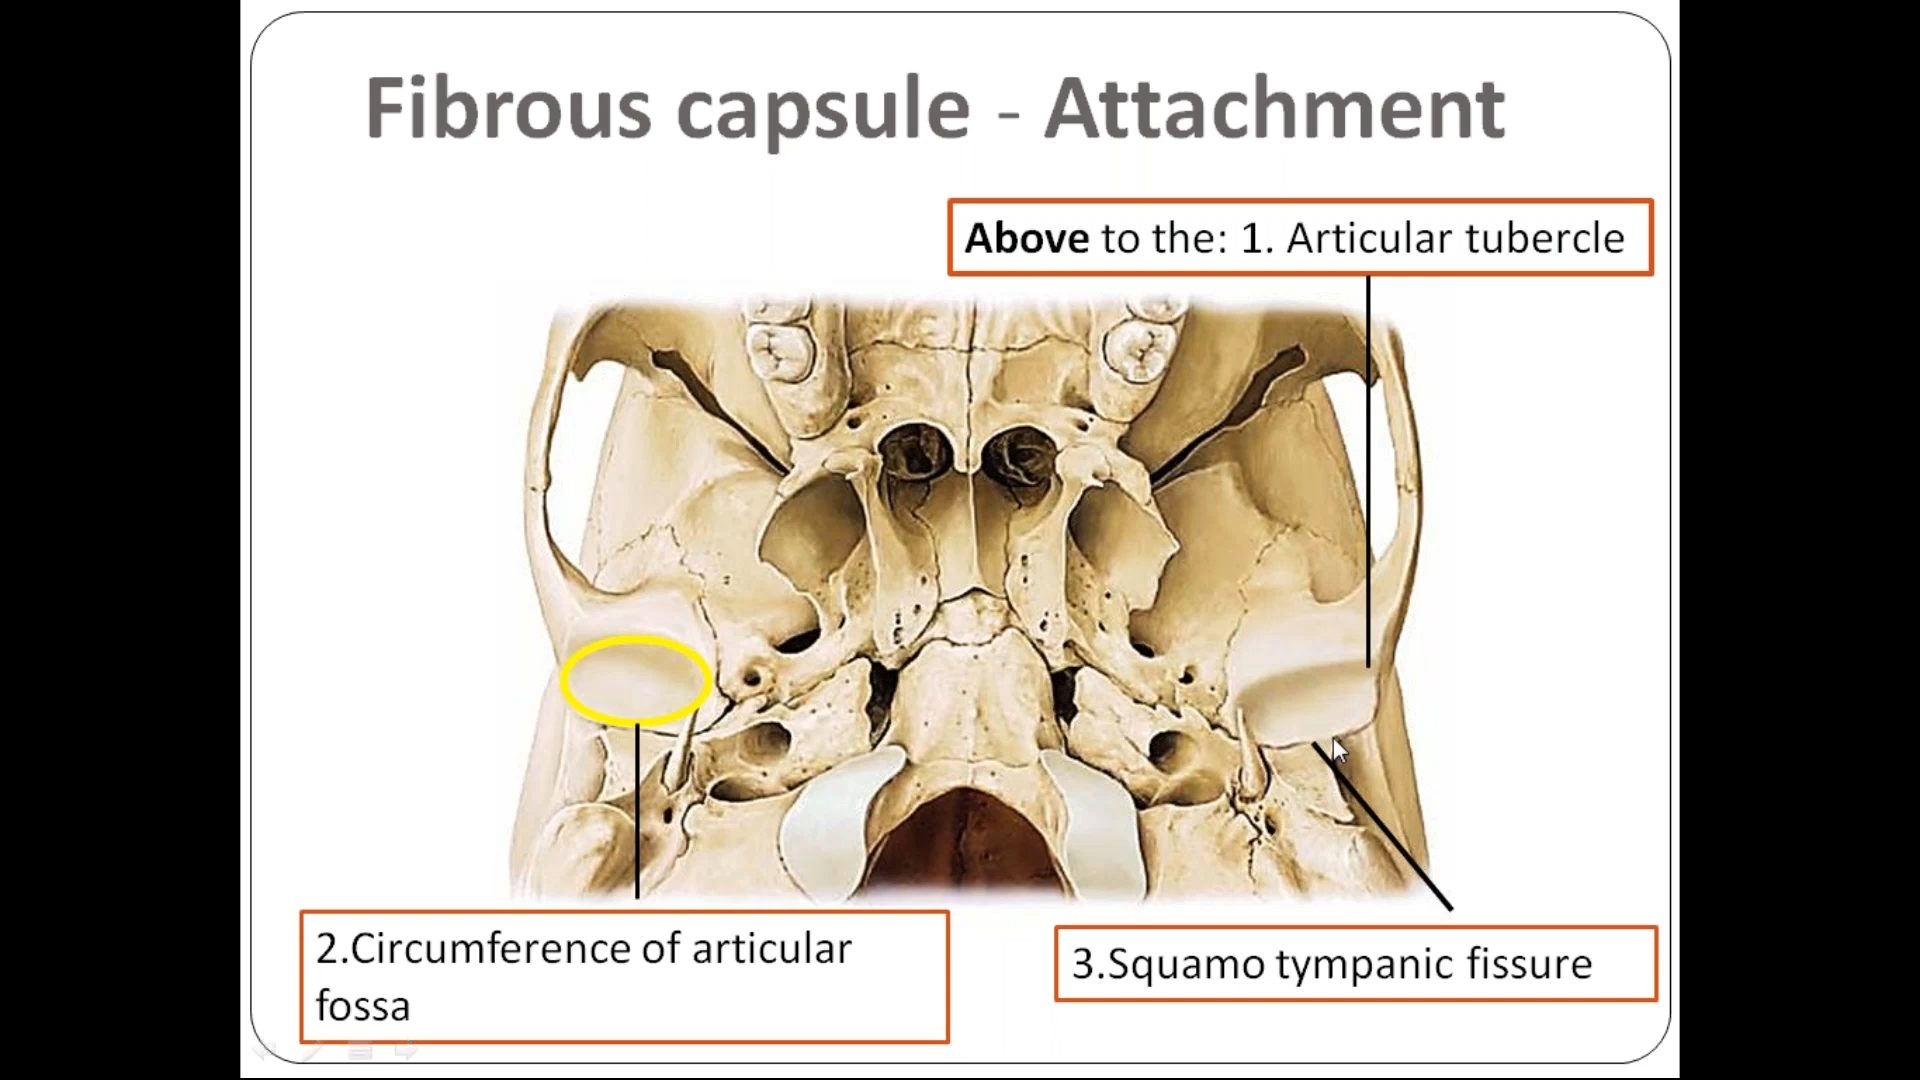 Fibrous capsule - Attachment
Above to the: 1. Articular tubercle
2.Circumference of articular
fossa
3.Squamo tympanic fissure